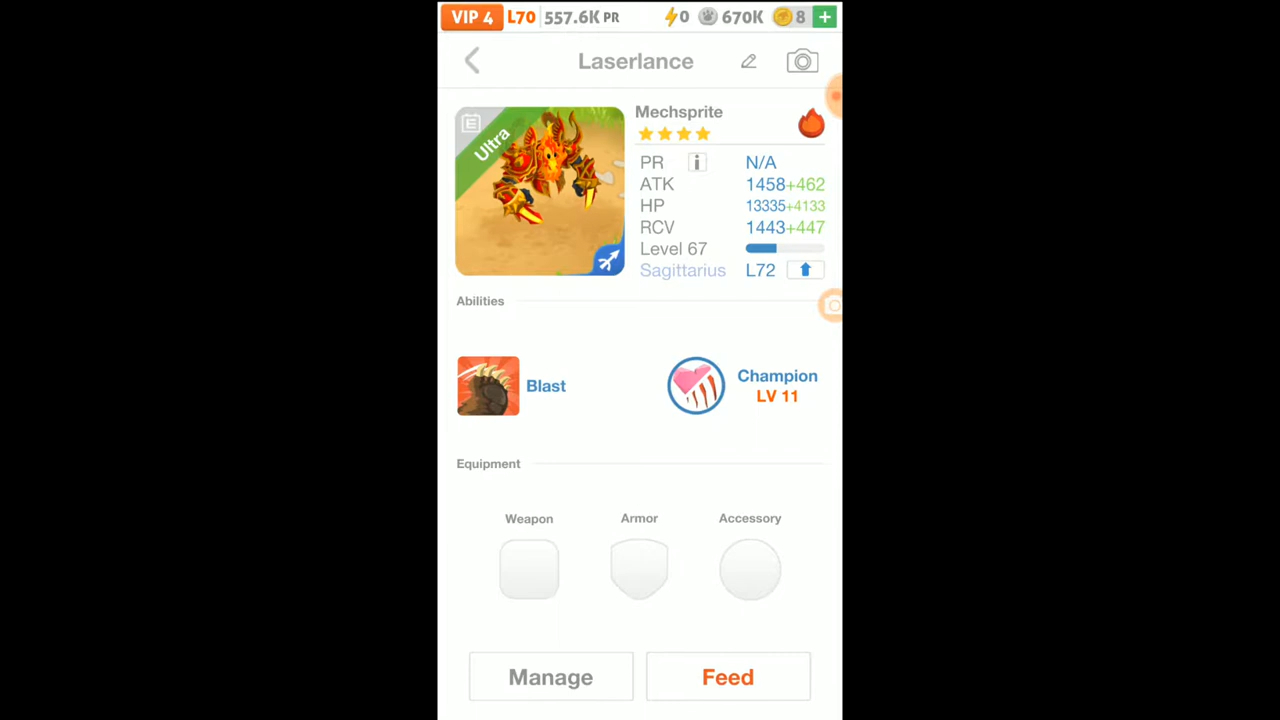 VIP 4 L70 557.6K PR 0 670K 8 +
Laserlance
Ultra
E
Mechsprite
PR i N/A
ATK 1458+462
HP 13335+4133
RCV 1443+447
Level 67
Sagittarius L72
Abilities
Blast
Champion
LV 11
Equipment
Weapon Armor Accessory
Manage Feed